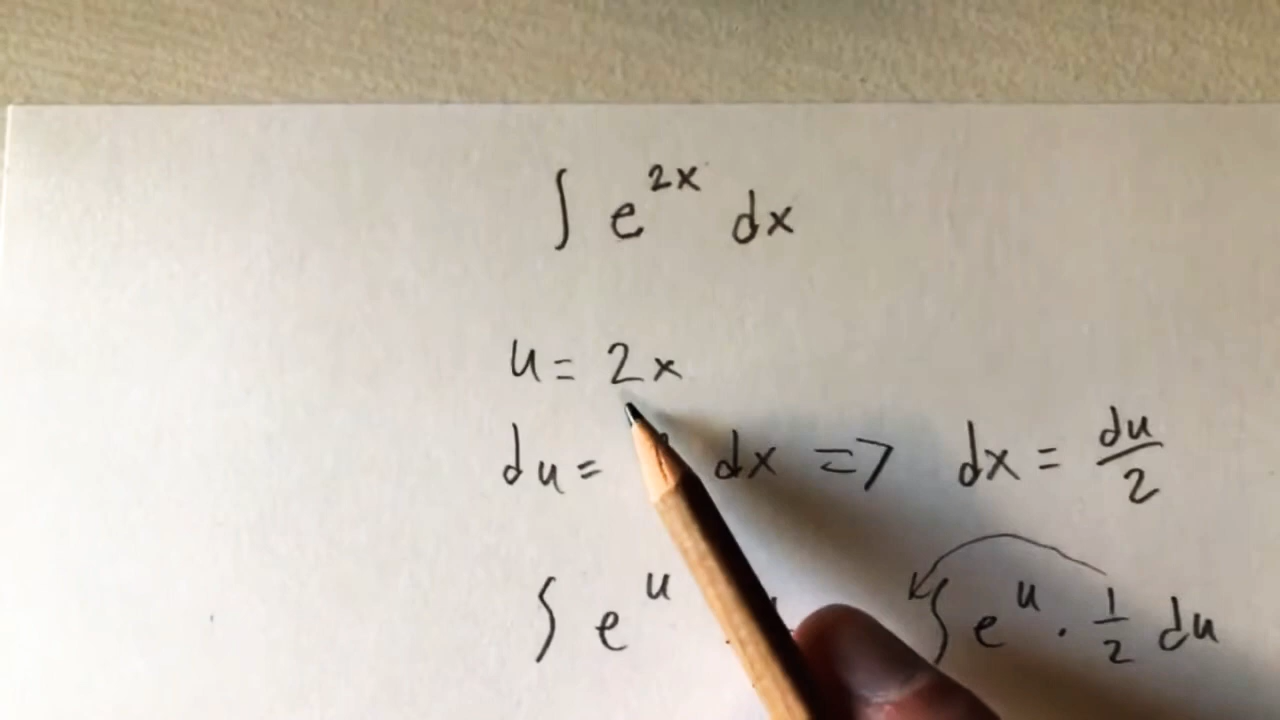 ∫ e^{2x} dx
u = 2x
du = dx => dx = du/2
∫ e^u ∫ e^u · 1/2 du